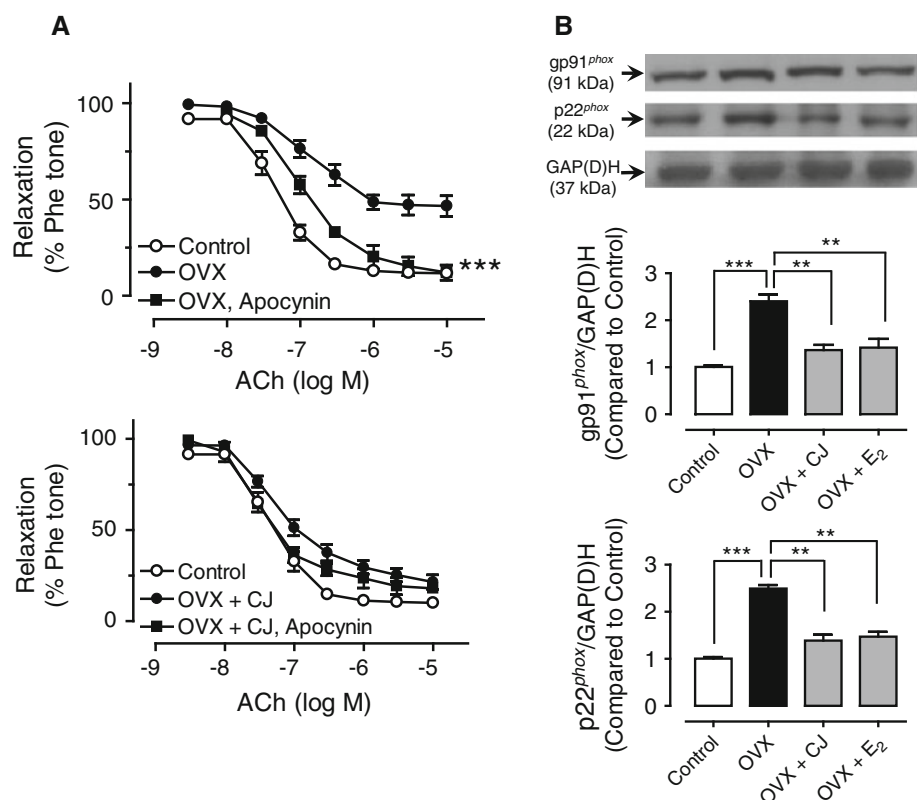 A
100
50
0
Relaxation
(% Phe tone)
Control
OVX
OVX, Apocynin
***
-9
-8
-7
-6
-5
ACh (log M)
100
50
0
Relaxation
(% Phe tone)
Control
OVX + CJ
OVX + CJ, Apocynin
-9
-8
-7
-6
-5
ACh (log M)
B
gp91phox
(91 kDa)
p22phox
(22 kDa)
GAP(D)H
(37 kDa)
gp91phox/GAP(D)H
(Compared to Control)
3
2
1
0
***
**
**
Control
OVX
OVX + CJ
OVX + E2
p22phox/GAP(D)H
(Compared to Control)
3
2
1
0
***
**
**
Control
OVX
OVX + CJ
OVX + E2